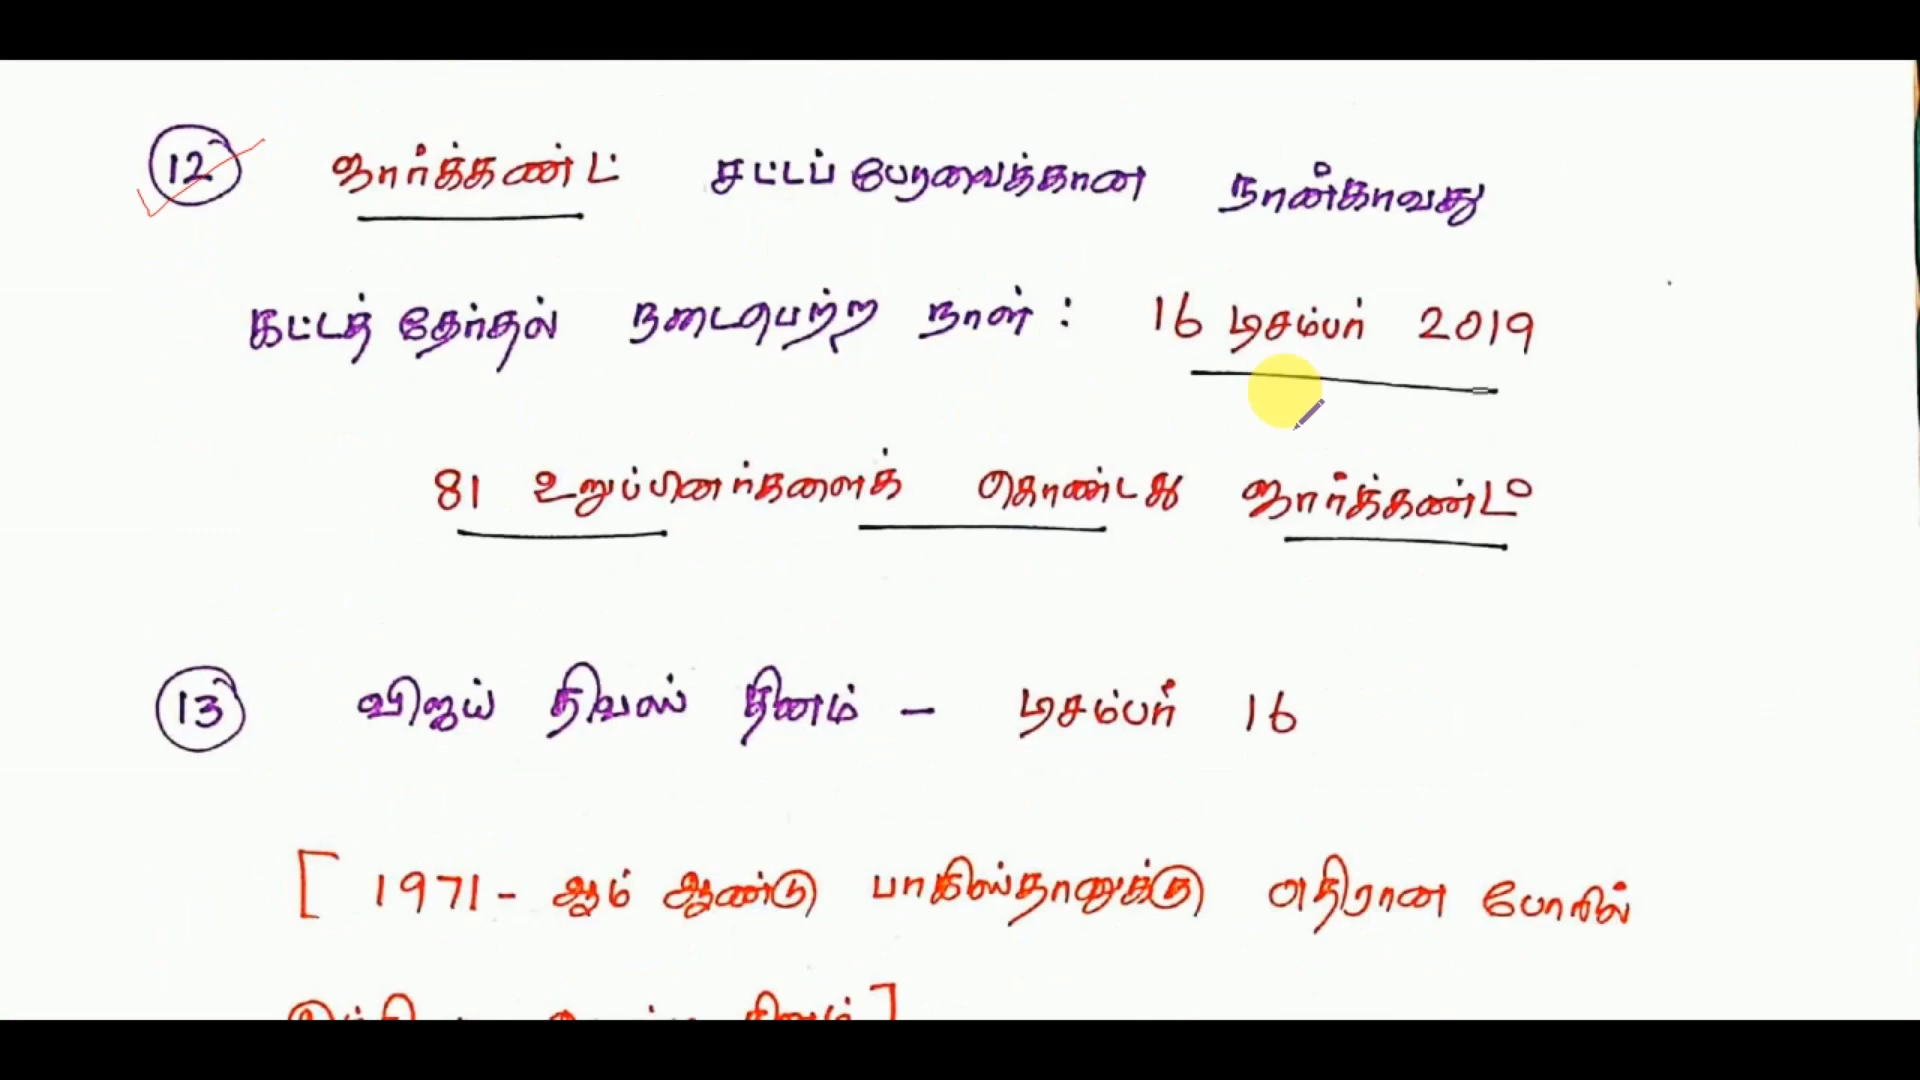 12 ஜார்க்கண்ட் சட்டப் பேரவைக்கான நான்காவது
கட்டத் தேர்தல் நடைபெற்ற நாள் : 16 டிசம்பர் 2019
81 உறுப்பினர்களைக் கொண்டது ஜார்க்கண்ட்
13 விஜய் திவஸ் தினம் – டிசம்பர் 16
[ 1971 - ஆம் ஆண்டு பாகிஸ்தானுக்கு எதிரான போரில்
தினம் ]